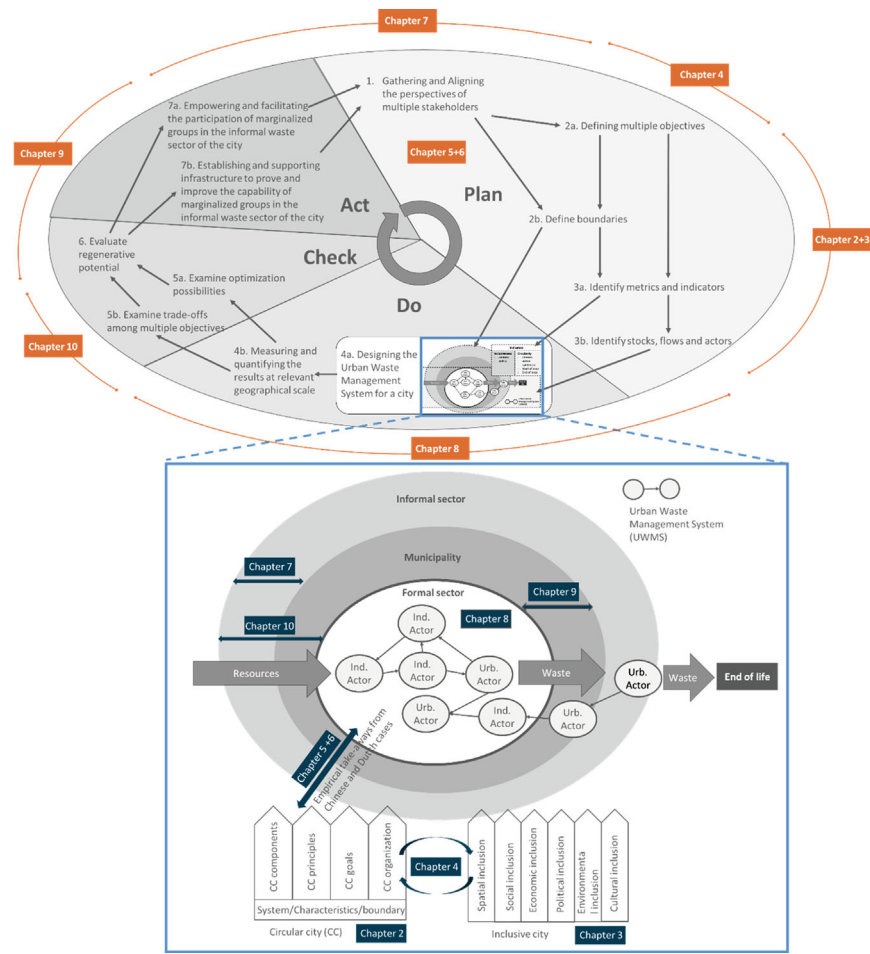 Chapter 7
Chapter 4
1. Gathering and Aligning
the perspectives of
multiple stakeholders
7a. Empowering and facilitating
the participation of marginalized
groups in the informal waste
sector of the city
2a. Defining multiple objectives
Chapter 9
Chapter 5+6
7b. Establishing and supporting
infrastructure to prove and
improve the capability of
marginalized groups in the
informal waste sector of the city
Act
Plan
2b. Define boundaries
Chapter 2+3
6. Evaluate
regenerative
potential
Check
5a. Examine optimization
possibilities
Do
3a. Identify metrics and indicators
5b. Examine trade-offs
among multiple objectives
Chapter 10
4b. Measuring and
quantifying the
results at relevant
geographical scale
4a. Designing the
Urban Waste
Management
System for a city
3b. Identify stocks, flows and actors
Chapter 8
Informal sector
Urban Waste
Management System
(UWMS)
Municipality
Chapter 7
Formal sector
Chapter 9
Chapter 10
Chapter 8
Ind.
Actor
Resources
Ind.
Actor
Ind.
Actor
Urb.
Actor
Waste
Urb.
Actor
Waste
End of life
Urb.
Actor
Ind.
Actor
Urb.
Actor
Chapter 5 +6
Empirical take-aways from
Chinese and Dutch cases
CC components
CC principles
CC goals
CC organization
Chapter 4
Spatial inclusion
Social inclusion
Economic inclusion
Political inclusion
Environmenta
l inclusion
Cultural inclusion
System/Characteristics/boundary
Circular city (CC)
Chapter 2
Inclusive city
Chapter 3